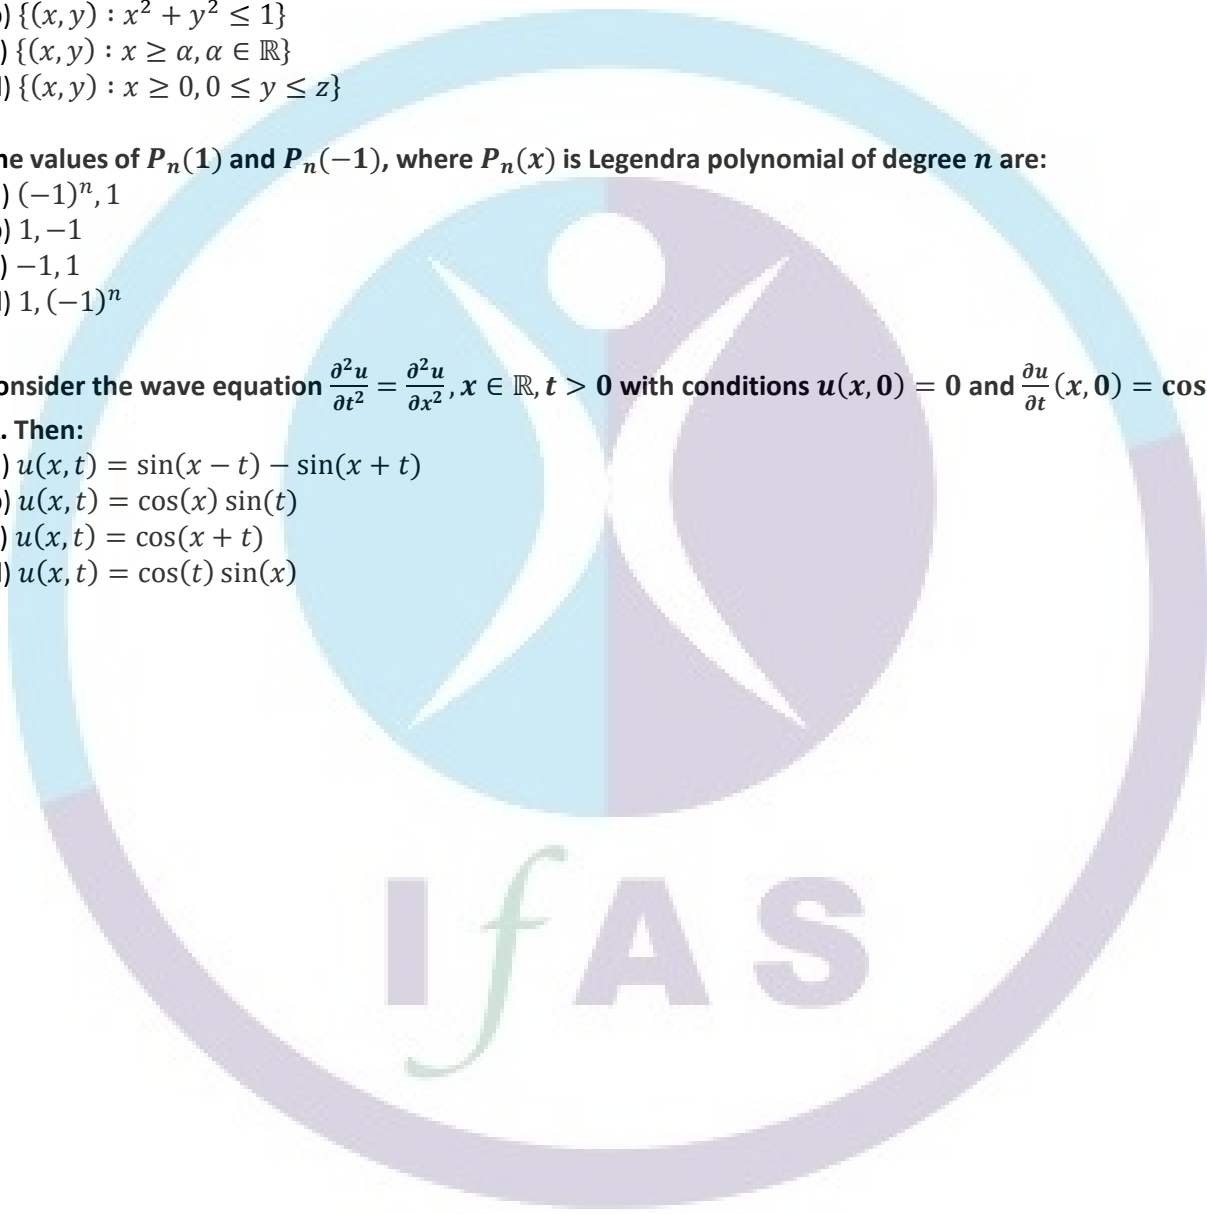 ) {(x, y) : x² + y² ≤ 1}
) {(x, y) : x ≥ α, α ∈ ℝ}
) {(x, y) : x ≥ 0, 0 ≤ y ≤ z}
ne values of Pₙ(1) and Pₙ(−1), where Pₙ(x) is Legendra polynomial of degree n are:
) (−1)ⁿ, 1
) 1, −1
) −1, 1
) 1, (−1)ⁿ
onsider the wave equation ∂²u/∂t² = ∂²u/∂x², x ∈ ℝ, t > 0 with conditions u(x, 0) = 0 and ∂u/∂t (x, 0) = cos
. Then:
) u(x, t) = sin(x − t) − sin(x + t)
) u(x, t) = cos(x) sin(t)
) u(x, t) = cos(x + t)
) u(x, t) = cos(t) sin(x)
IfAS